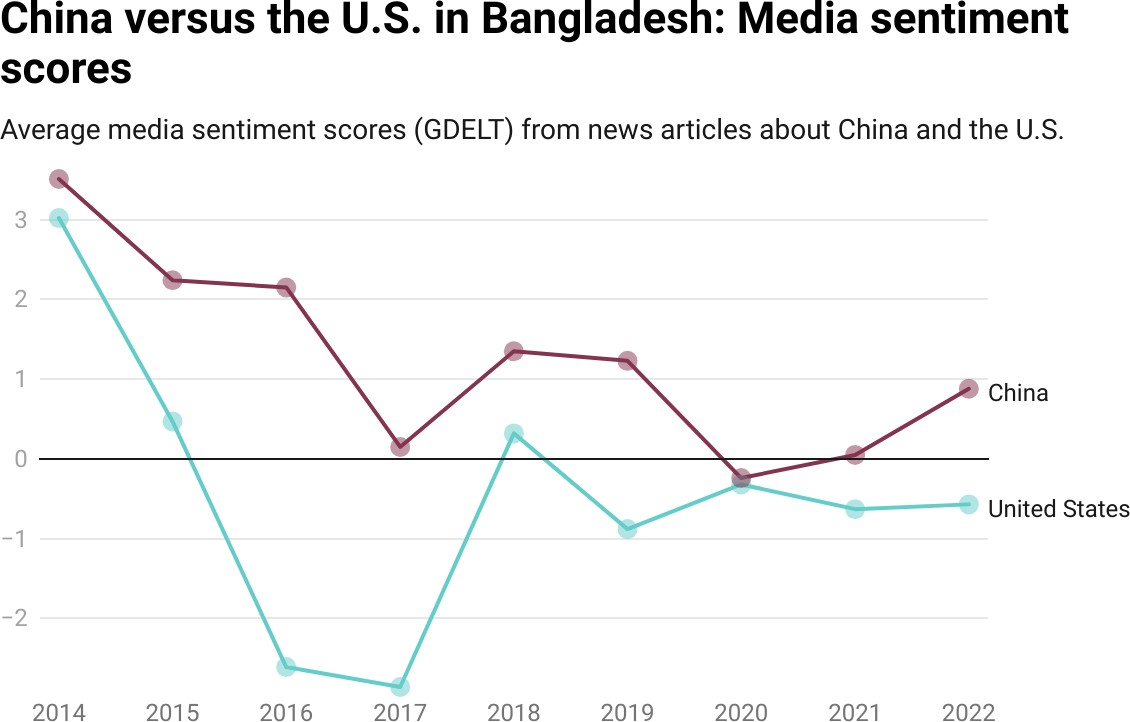 China versus the U.S. in Bangladesh: Media sentiment
scores
Average media sentiment scores (GDELT) from news articles about China and the U.S.
3
2
1
0
−1
−2
China
United States
2014 2015 2016 2017 2018 2019 2020 2021 2022